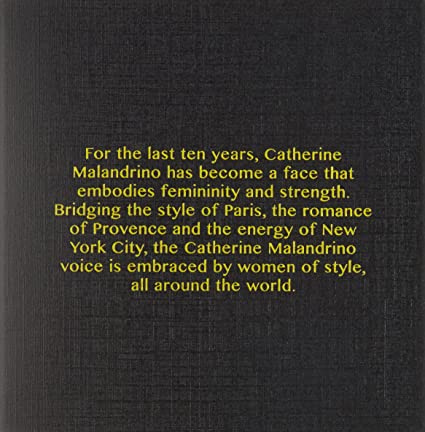 For the last ten years, Catherine
Malandrino has become a face that
embodies femininity and strength.
Bridging the style of Paris, the romance
of Provence and the energy of New
York City, the Catherine Malandrino
voice is embraced by women of style,
all around the world.